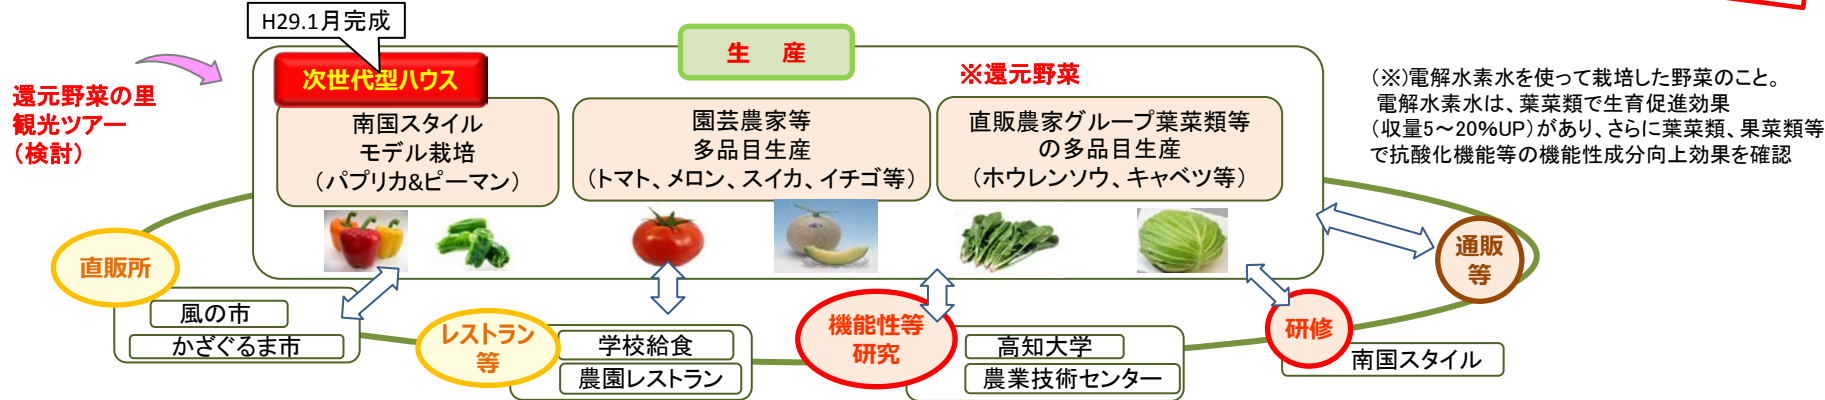 H29.1月完成
生　産
次世代型ハウス
※還元野菜
還元野菜の里
観光ツアー
（検討）
南国スタイル
モデル栽培
（パプリカ&ピーマン）
園芸農家等
多品目生産
（トマト、メロン、スイカ、イチゴ等）
直販農家グループ葉菜類等
の多品目生産
（ホウレンソウ、キャベツ等）
（※）電解水素水を使って栽培した野菜のこと。
電解水素水は、葉菜類で生育促進効果
（収量5～20%UP）があり、さらに葉菜類、果菜類等
で抗酸化機能等の機能性成分向上効果を確認
直販所
風の市
かざぐるま市
レストラン
等
学校給食
農園レストラン
機能性等
研究
高知大学
農業技術センター
研修
南国スタイル
通販
等